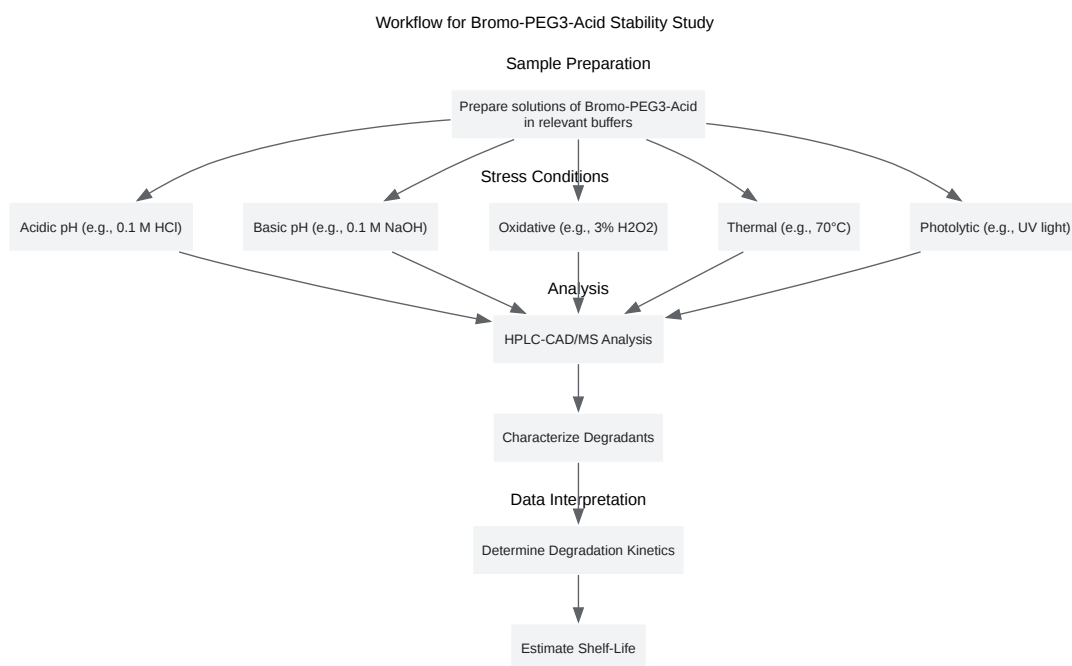 Workflow for Bromo-PEG3-Acid Stability Study
Sample Preparation
Prepare solutions of Bromo-PEG3-Acid
in relevant buffers
Stress Conditions
Acidic pH (e.g., 0.1 M HCl)
Basic pH (e.g., 0.1 M NaOH)
Oxidative (e.g., 3% H2O2)
Thermal (e.g., 70°C)
Photolytic (e.g., UV light)
Analysis
HPLC-CAD/MS Analysis
Characterize Degradants
Data Interpretation
Determine Degradation Kinetics
Estimate Shelf-Life